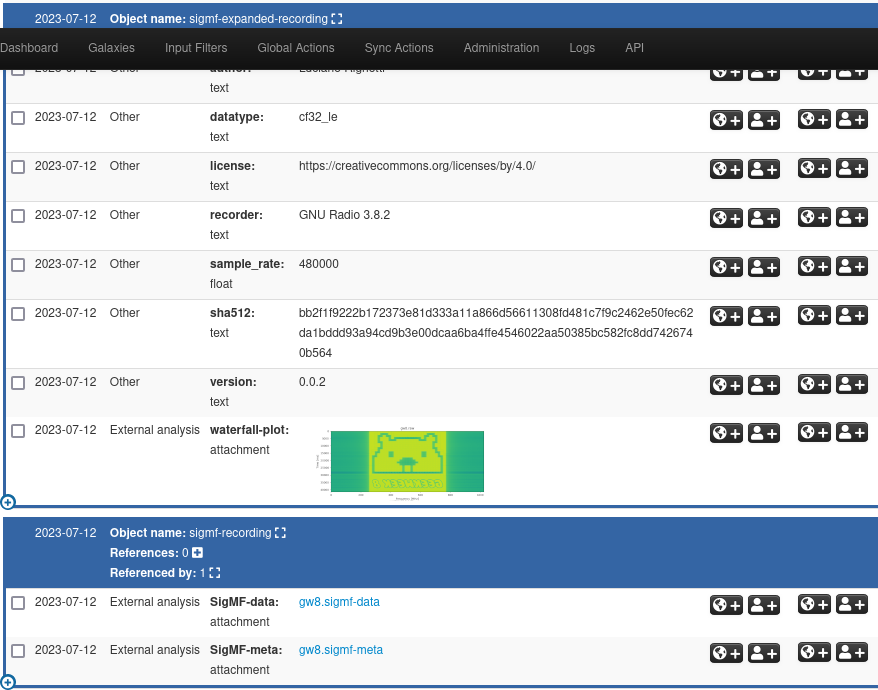 2023-07-12 Object name: sigmf-expanded-recording
Dashboard Galaxies Input Filters Global Actions Sync Actions Administration Logs API
2023-07-12 Other author: Luciano Righetti
text
2023-07-12 Other datatype: cf32_le
text
2023-07-12 Other license: https://creativecommons.org/licenses/by/4.0/
text
2023-07-12 Other recorder: GNU Radio 3.8.2
text
2023-07-12 Other sample_rate: 480000
float
2023-07-12 Other sha512: bb2f1f9222b172373e81d333a11a866d56611308fd481c7f9c2462e50fec62
text da1bddd93a94cd9b3e00dcaa6ba4ffe4546022aa50385bc582fc8dd742674
0b564
2023-07-12 Other version: 0.0.2
text
2023-07-12 External analysis waterfall-plot:
attachment
2023-07-12 Object name: sigmf-recording
References: 0
Referenced by: 1
2023-07-12 External analysis SigMF-data: gw8.sigmf-data
attachment
2023-07-12 External analysis SigMF-meta: gw8.sigmf-meta
attachment